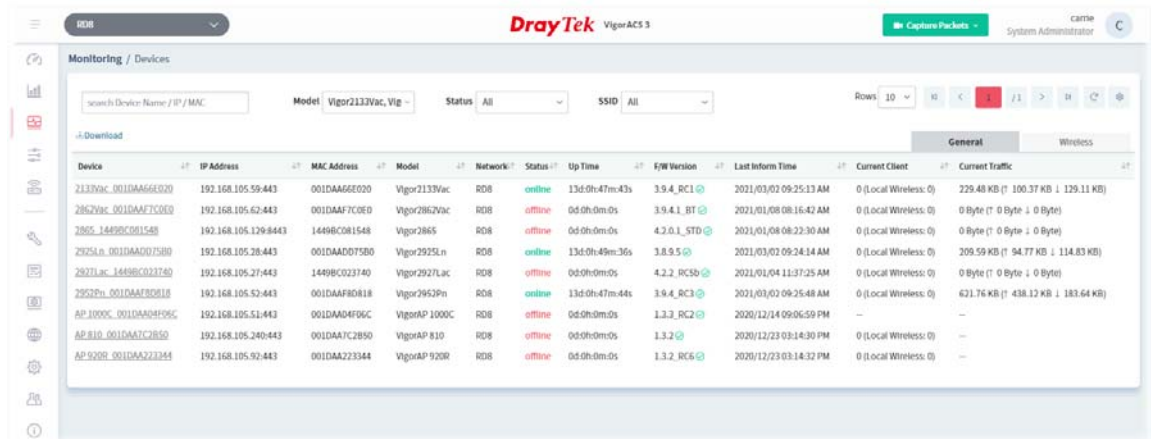 RD8
DrayTek VigorACS 3
Capture Packets
carrie
System Administrator
C
Monitoring / Devices
search Device Name / IP / MAC
Model Vigor2133Vac, Vig
Status All
SSID All
Rows 10
1 /1
Download
General Wireless
Device IP Address MAC Address Model Network Status Up Time F/W Version Last Inform Time Current Client Current Traffic
2133Vac_001DAA66E020 192.168.105.59:443 001DAA66E020 Vigor2133Vac RD8 online 13d:0h:47m:43s 3.9.4_RC1 2021/03/02 09:25:13 AM 0 (Local Wireless: 0) 229.48 KB (↑ 100.37 KB ↓ 129.11 KB)
2862Vac_001DAAF7C0E0 192.168.105.62:443 001DAAF7C0E0 Vigor2862Vac RD8 offline 0d:0h:0m:0s 3.9.4.1_BT 2021/01/08 08:16:42 AM 0 (Local Wireless: 0) 0 Byte (↑ 0 Byte ↓ 0 Byte)
2865_1449BC081548 192.168.105.129:8443 1449BC081548 Vigor2865 RD8 offline 0d:0h:0m:0s 4.2.0.1_STD 2021/01/08 08:22:30 AM 0 (Local Wireless: 0) 0 Byte (↑ 0 Byte ↓ 0 Byte)
2925Ln_001DAADD75B0 192.168.105.28:443 001DAADD75B0 Vigor2925Ln RD8 online 13d:0h:49m:36s 3.8.9.5 2021/03/02 09:24:14 AM 0 (Local Wireless: 0) 209.59 KB (↑ 94.77 KB ↓ 114.83 KB)
2927Lac_1449BC023740 192.168.105.27:443 1449BC023740 Vigor2927Lac RD8 offline 0d:0h:0m:0s 4.2.2_RC5b 2021/01/04 11:37:25 AM 0 (Local Wireless: 0) 0 Byte (↑ 0 Byte ↓ 0 Byte)
2952Pn_001DAAF8D818 192.168.105.52:443 001DAAF8D818 Vigor2952Pn RD8 online 13d:0h:47m:44s 3.9.4_RC3 2021/03/02 09:25:48 AM 0 (Local Wireless: 0) 621.76 KB (↑ 438.12 KB ↓ 183.64 KB)
AP 1000C_001DAA04F06C 192.168.105.51:443 001DAA04F06C VigorAP 1000C RD8 offline 0d:0h:0m:0s 1.3.3_RC2 2020/12/14 09:06:59 PM --- ---
AP 810_001DAA7C2B50 192.168.105.240:443 001DAA7C2B50 VigorAP 810 RD8 offline 0d:0h:0m:0s 1.3.2 2020/12/23 03:14:30 PM 0 (Local Wireless: 0) ---
AP 920R_001DAA223344 192.168.105.92:443 001DAA223344 VigorAP 920R RD8 offline 0d:0h:0m:0s 1.3.2_RC6 2020/12/23 03:14:32 PM 0 (Local Wireless: 0) ---